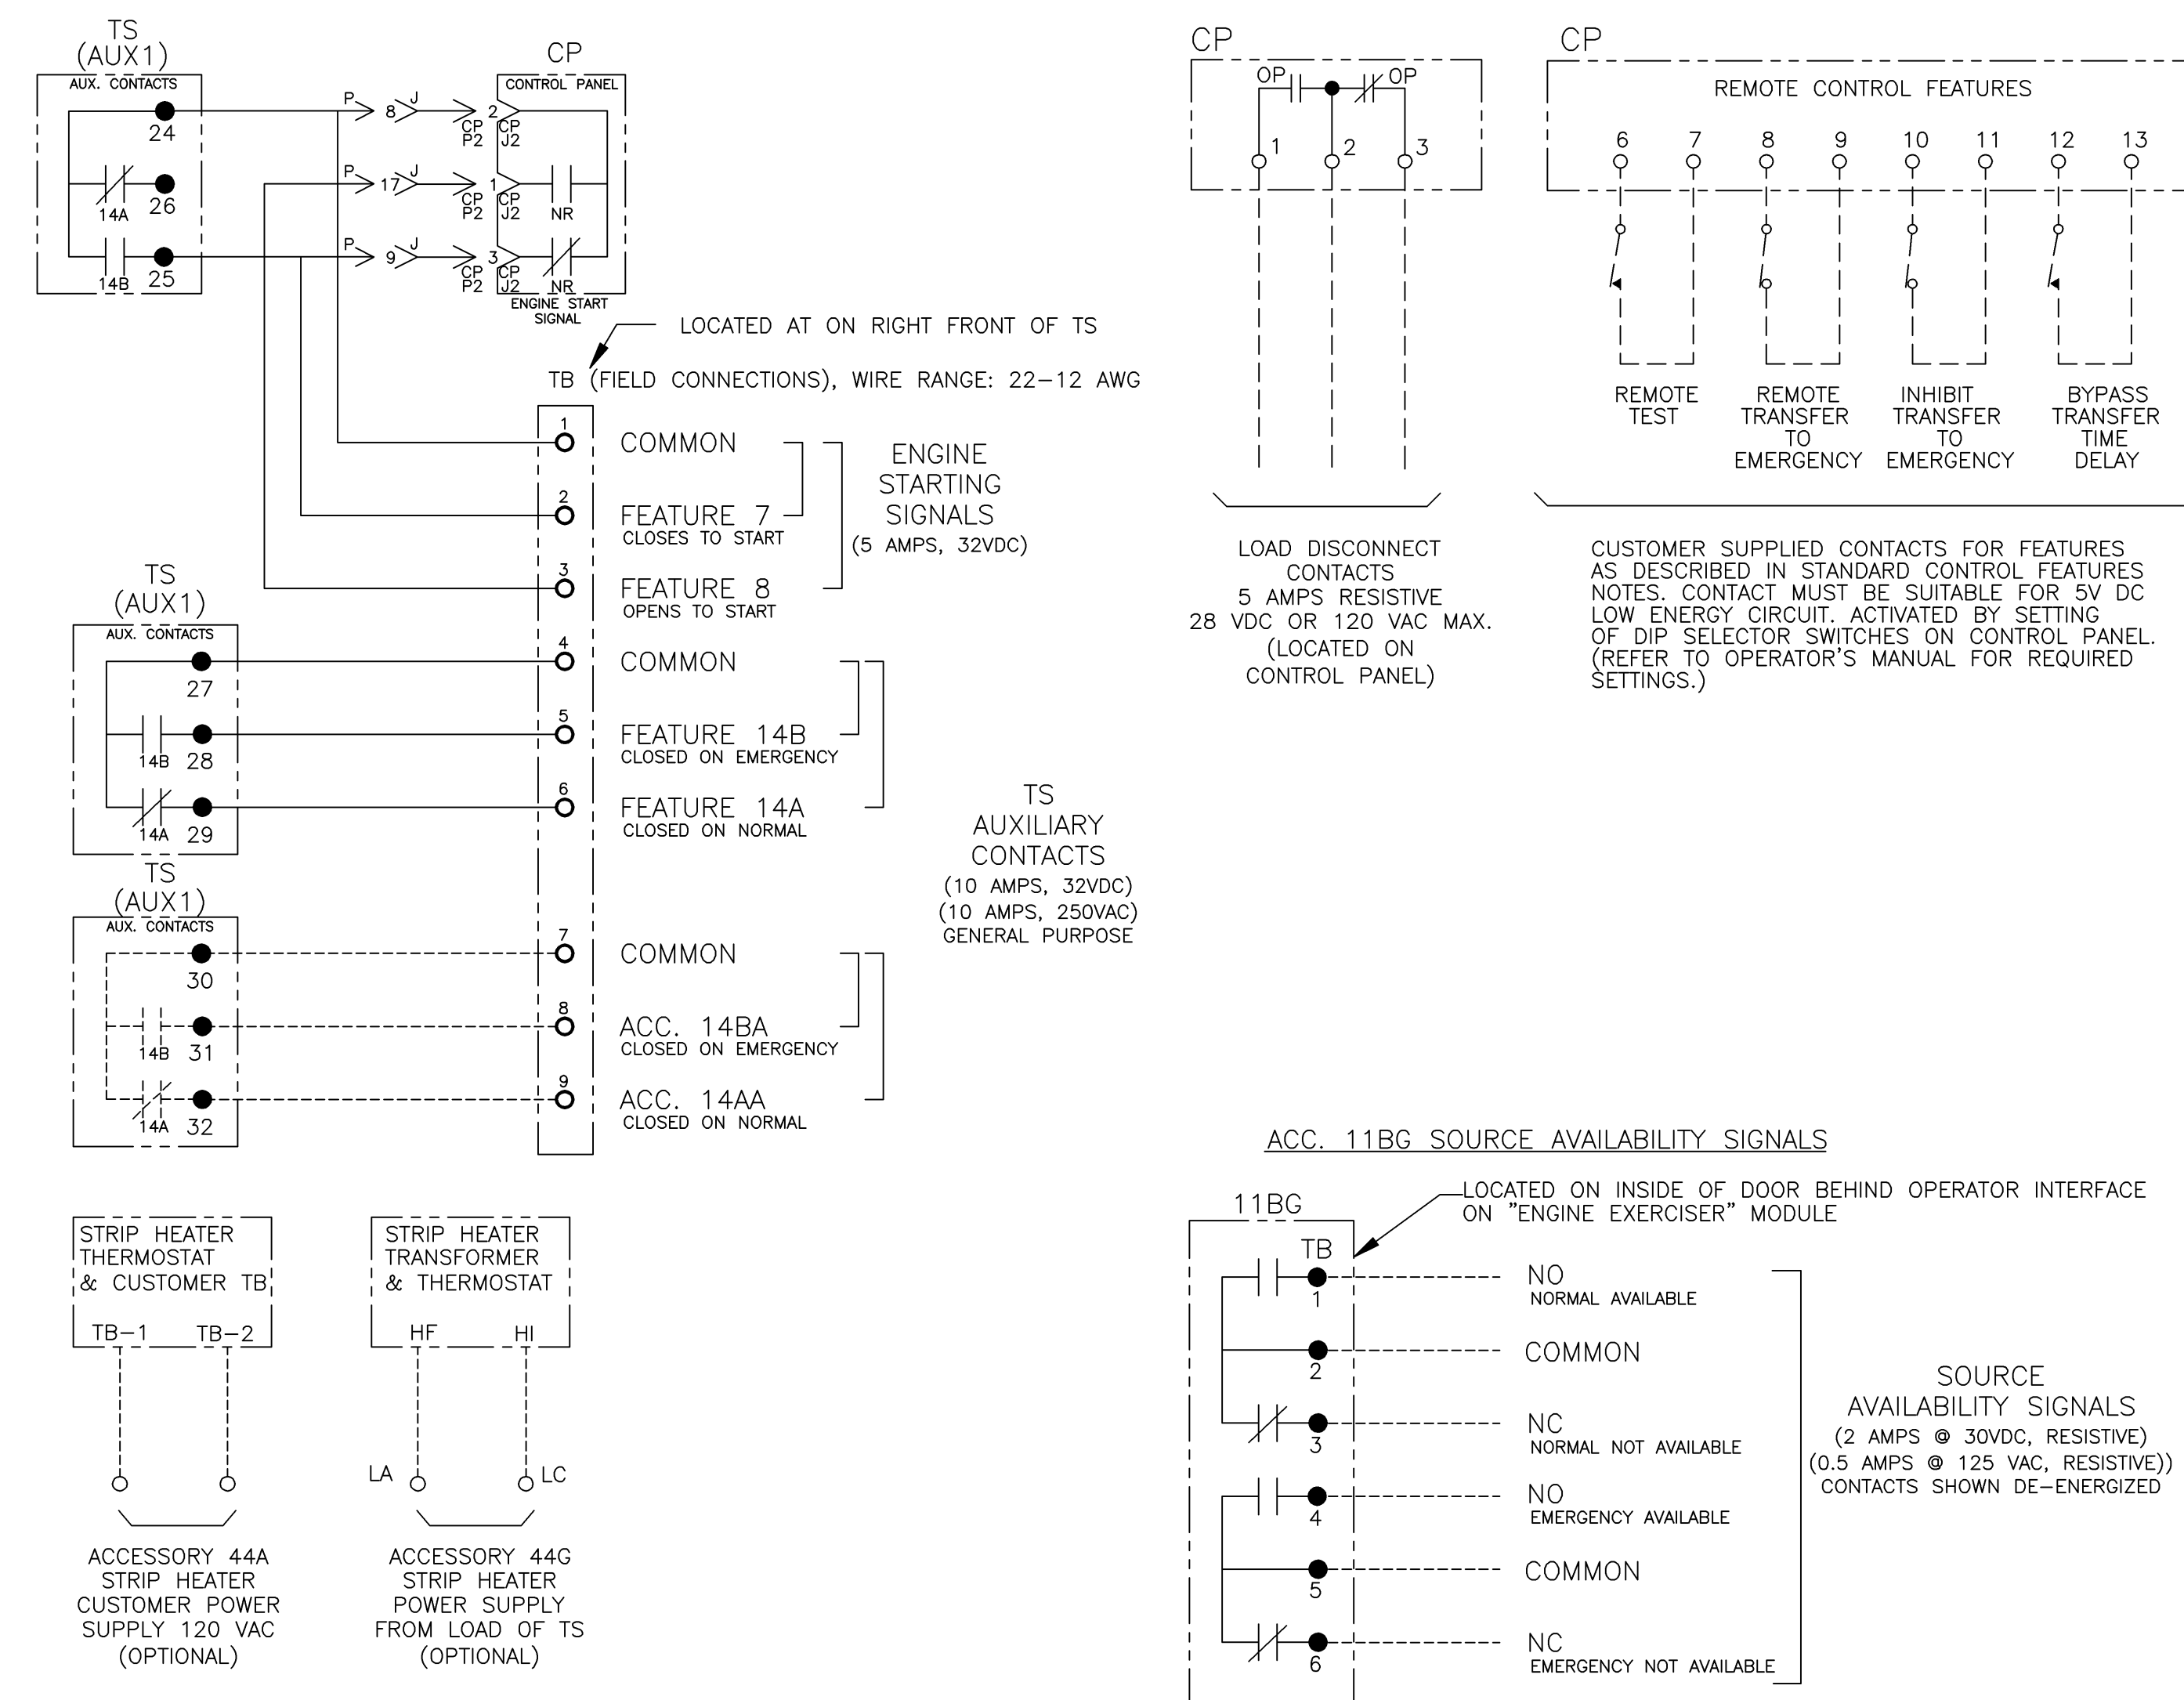 TS
(AUX1)
AUX. CONTACTS
24
14A
26
14B
25
P
8
J
CP
P2
P
17
J
CP
P2
P
9
J
CP
P2
CP
CONTROL PANEL
2
CP
J2
1
CP
J2
NR
3
CP
J2
NR
ENGINE START
SIGNAL
LOCATED AT ON RIGHT FRONT OF TS
TB (FIELD CONNECTIONS), WIRE RANGE: 22-12 AWG
1
COMMON
2
FEATURE 7
CLOSES TO START
3
FEATURE 8
OPENS TO START
ENGINE
STARTING
SIGNALS
(5 AMPS, 32VDC)
TS
(AUX1)
AUX. CONTACTS
27
14B
28
14A
29
4
COMMON
5
FEATURE 14B
CLOSED ON EMERGENCY
6
FEATURE 14A
CLOSED ON NORMAL
TS
AUXILIARY
CONTACTS
(10 AMPS, 32VDC)
(10 AMPS, 250VAC)
GENERAL PURPOSE
TS
(AUX1)
AUX. CONTACTS
30
14B
31
14A
32
7
COMMON
8
ACC. 14BA
CLOSED ON EMERGENCY
9
ACC. 14AA
CLOSED ON NORMAL
STRIP HEATER
THERMOSTAT
& CUSTOMER TB
TB-1
TB-2
ACCESSORY 44A
STRIP HEATER
CUSTOMER POWER
SUPPLY 120 VAC
(OPTIONAL)
STRIP HEATER
TRANSFORMER
& THERMOSTAT
HF
HI
LA
LC
ACCESSORY 44G
STRIP HEATER
POWER SUPPLY
FROM LOAD OF TS
(OPTIONAL)
CP
OP
OP
1
2
3
LOAD DISCONNECT
CONTACTS
5 AMPS RESISTIVE
28 VDC OR 120 VAC MAX.
(LOCATED ON
CONTROL PANEL)
CP
REMOTE CONTROL FEATURES
6 7 8 9 10 11 12 13
REMOTE
TEST
REMOTE
TRANSFER
TO
EMERGENCY
INHIBIT
TRANSFER
TO
EMERGENCY
BYPASS
TRANSFER
TIME
DELAY
CUSTOMER SUPPLIED CONTACTS FOR FEATURES
AS DESCRIBED IN STANDARD CONTROL FEATURES
NOTES. CONTACT MUST BE SUITABLE FOR 5V DC
LOW ENERGY CIRCUIT. ACTIVATED BY SETTING
OF DIP SELECTOR SWITCHES ON CONTROL PANEL.
(REFER TO OPERATOR'S MANUAL FOR REQUIRED
SETTINGS.)
ACC. 11BG SOURCE AVAILABILITY SIGNALS
LOCATED ON INSIDE OF DOOR BEHIND OPERATOR INTERFACE
ON "ENGINE EXERCISER" MODULE
11BG
TB
1
NO
NORMAL AVAILABLE
2
COMMON
3
NC
NORMAL NOT AVAILABLE
4
NO
EMERGENCY AVAILABLE
5
COMMON
6
NC
EMERGENCY NOT AVAILABLE
SOURCE
AVAILABILITY SIGNALS
(2 AMPS @ 30VDC, RESISTIVE)
(0.5 AMPS @ 125 VAC, RESISTIVE))
CONTACTS SHOWN DE-ENERGIZED